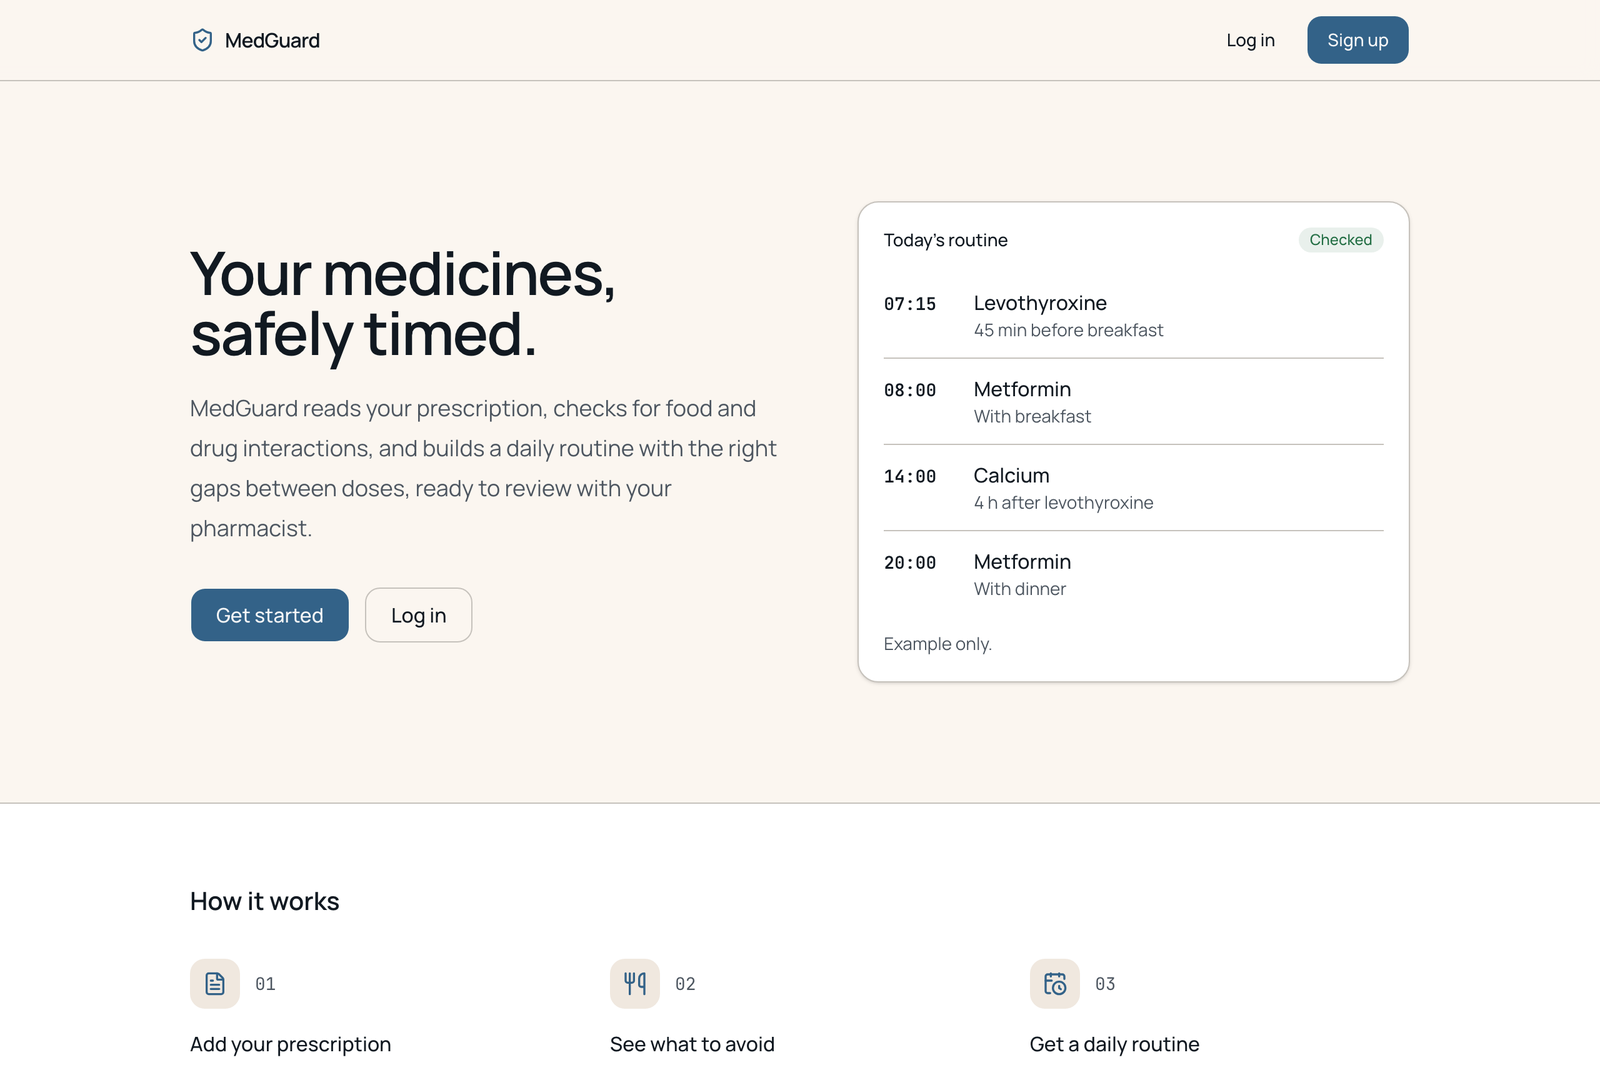 MedGuard
Log in
Sign up
Your medicines,
safely timed.
MedGuard reads your prescription, checks for food and
drug interactions, and builds a daily routine with the right
gaps between doses, ready to review with your
pharmacist.
Get started
Log in
Today's routine
Checked
07:15
Levothyroxine
45 min before breakfast
08:00
Metformin
With breakfast
14:00
Calcium
4 h after levothyroxine
20:00
Metformin
With dinner
Example only.
How it works
01
Add your prescription
02
See what to avoid
03
Get a daily routine